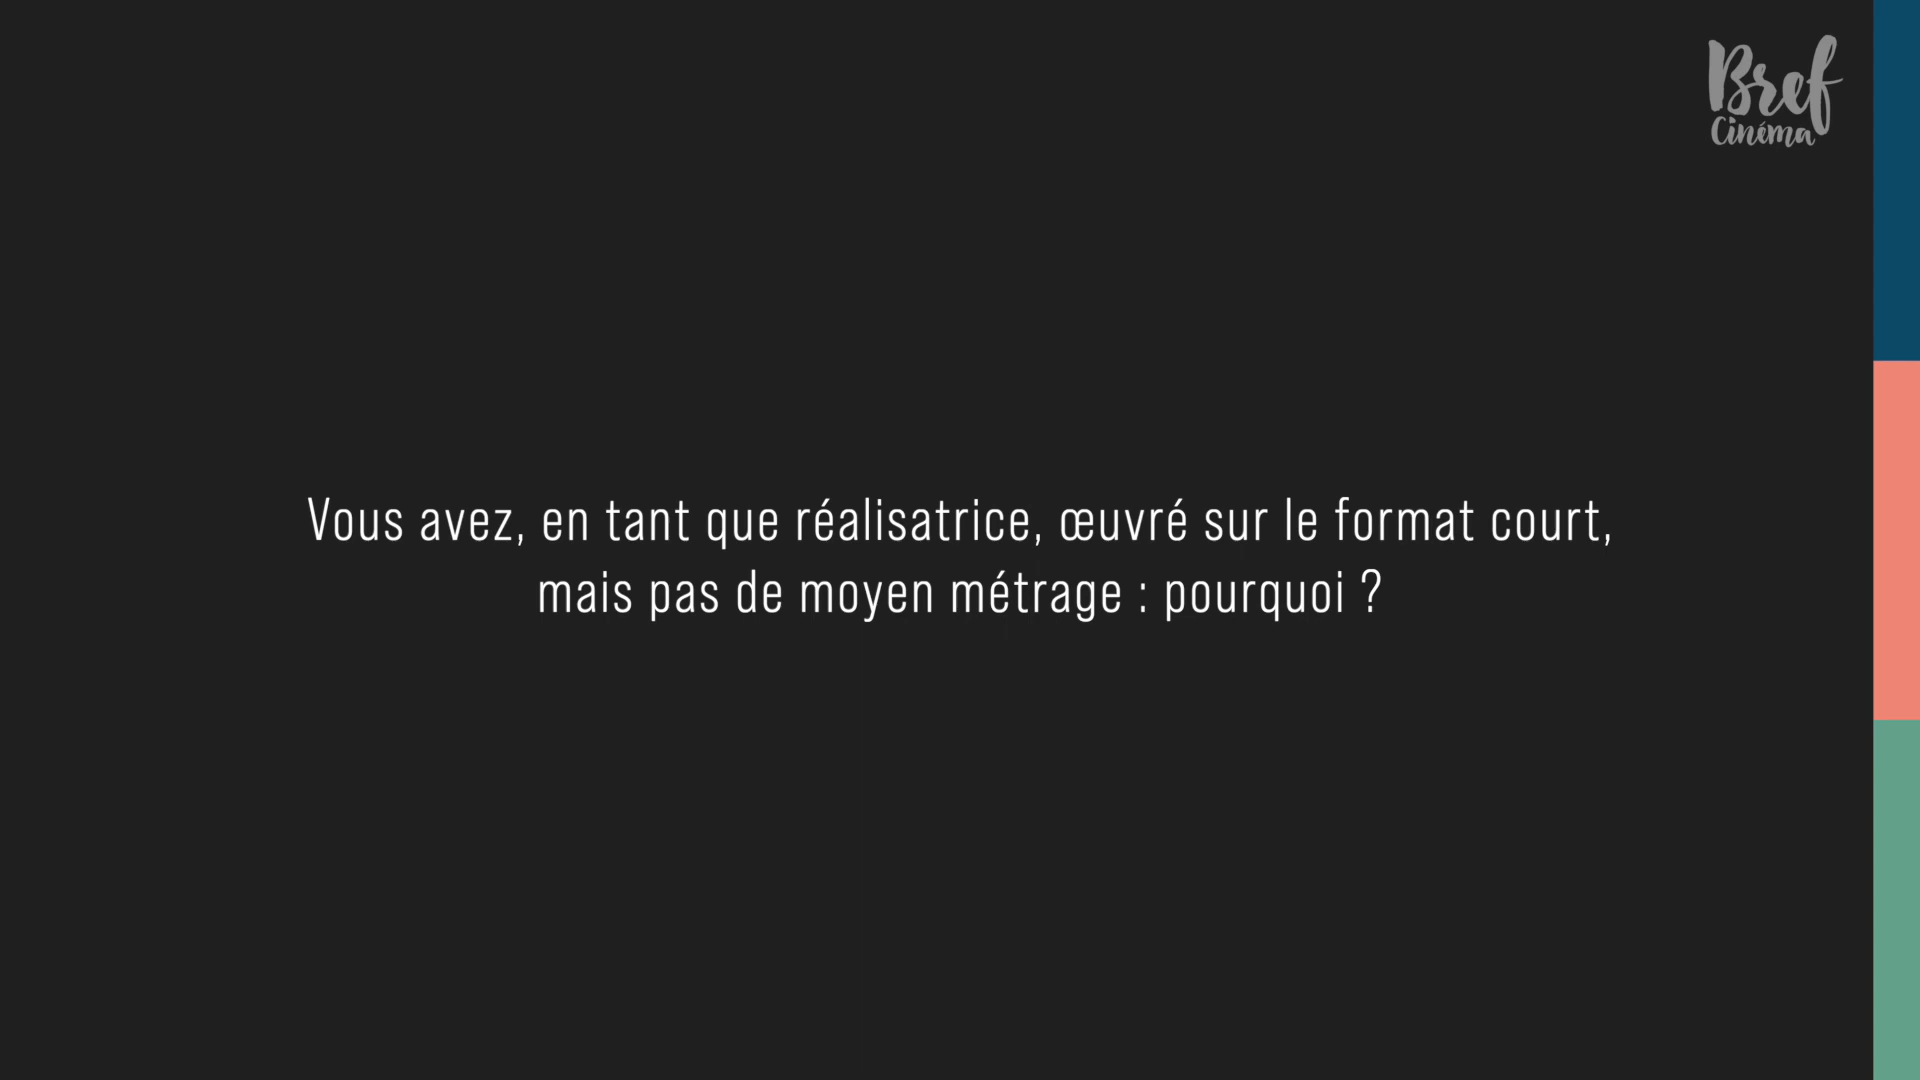 Bref
Cinéma
Vous avez, en tant que réalisatrice, œuvré sur le format court,
mais pas de moyen métrage : pourquoi ?